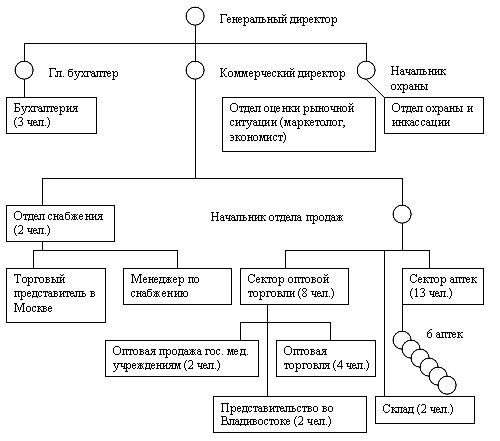 Генеральный директор
Гл. бухгалтер
Коммерческий директор
Начальник
охраны
Бухгалтерия
(3 чел.)
Отдел оценки рыночной
ситуации (маркетолог,
экономист)
Отдел охраны и
инкассации
Отдел снабжения
(2 чел.)
Начальник отдела продаж
Торговый
представитель в
Москве
Менеджер по
снабжению
Сектор оптовой
торговли (8 чел.)
Сектор аптек
(13 чел.)
6 аптек
Оптовая продажа гос. мед.
учреждениям (2 чел.)
Оптовая
торговля (4 чел.)
Представительство во
Владивостоке (2 чел.)
Склад (2 чел.)